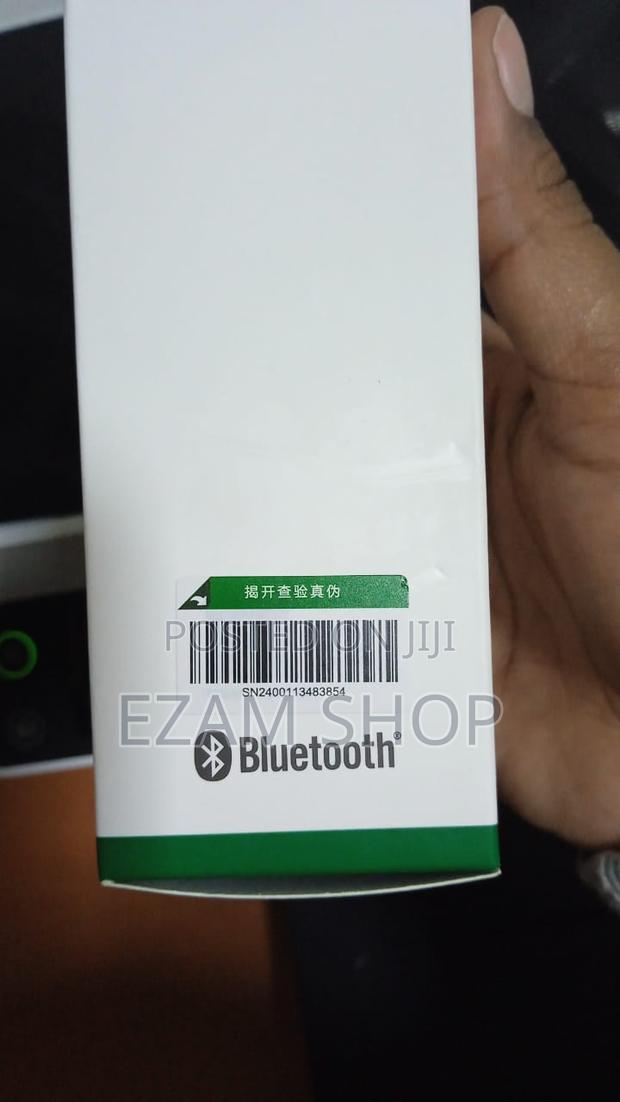 揭开查验真伪
POSTED ON JIJI
SN2400113483854
EZAM SHOP
Bluetooth®